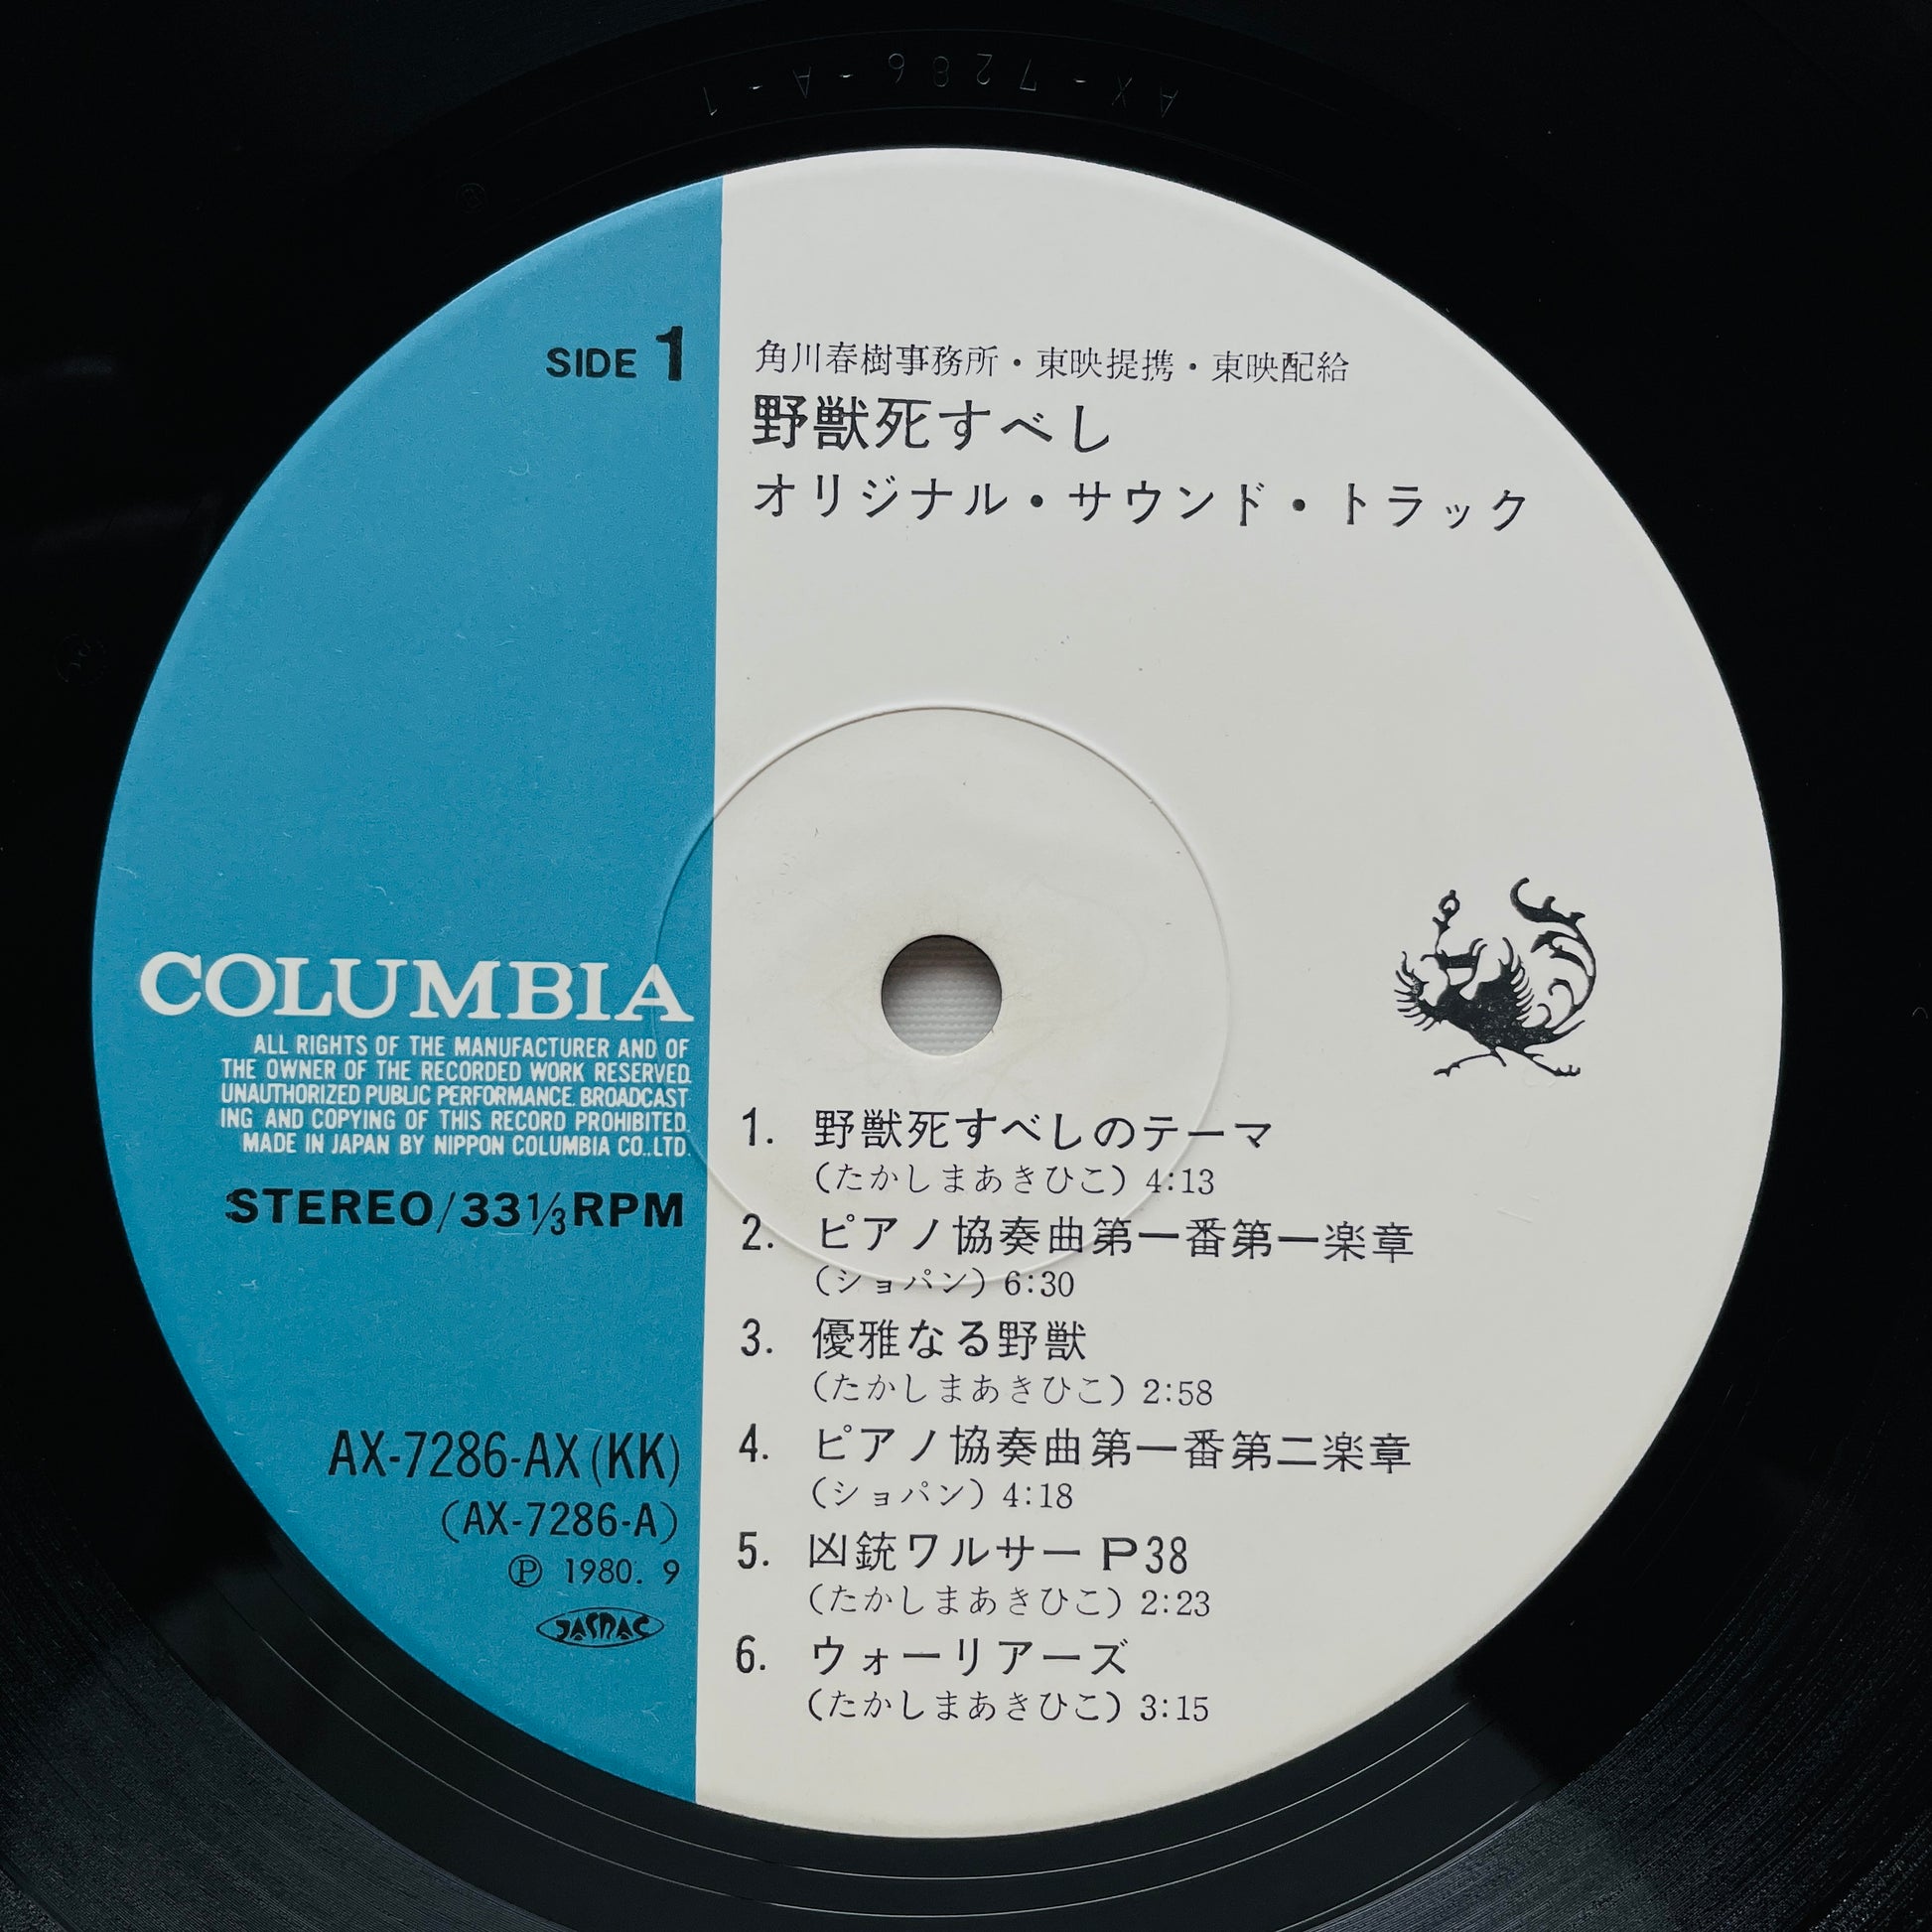 AX-7286-A-1
SIDE 1
角川春樹事務所・東映提携・東映配給
野獣死すべし
オリジナル・サウンド・トラック
COLUMBIA
ALL RIGHTS OF THE MANUFACTURER AND OF
THE OWNER OF THE RECORDED WORK RESERVED.
UNAUTHORIZED PUBLIC PERFORMANCE. BROADCAST
ING AND COPYING OF THIS RECORD PROHIBITED.
MADE IN JAPAN BY NIPPON COLUMBIA CO.,LTD.
STEREO/33⅓RPM
AX-7286-AX(KK)
(AX-7286-A)
Ⓟ 1980. 9
JASRAC
1. 野獣死すべしのテーマ
(たかしまあきひこ) 4:13
2. ピアノ協奏曲第一番第一楽章
(ショパン) 6:30
3. 優雅なる野獣
(たかしまあきひこ) 2:58
4. ピアノ協奏曲第一番第二楽章
(ショパン) 4:18
5. 凶銃ワルサーP38
(たかしまあきひこ) 2:23
6. ウォーリアーズ
(たかしまあきひこ) 3:15